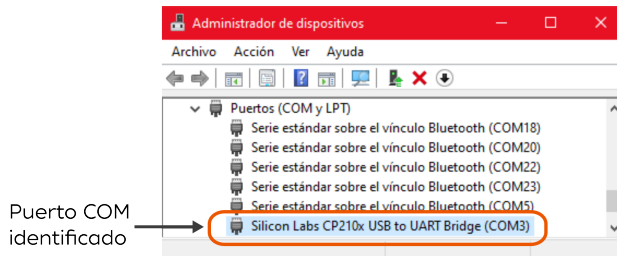 Administrador de dispositivos
Archivo Acción Ver Ayuda
Puertos (COM y LPT)
Serie estándar sobre el vínculo Bluetooth (COM18)
Serie estándar sobre el vínculo Bluetooth (COM20)
Serie estándar sobre el vínculo Bluetooth (COM22)
Serie estándar sobre el vínculo Bluetooth (COM23)
Serie estándar sobre el vínculo Bluetooth (COM5)
Silicon Labs CP210x USB to UART Bridge (COM3)
Puerto COM
identificado